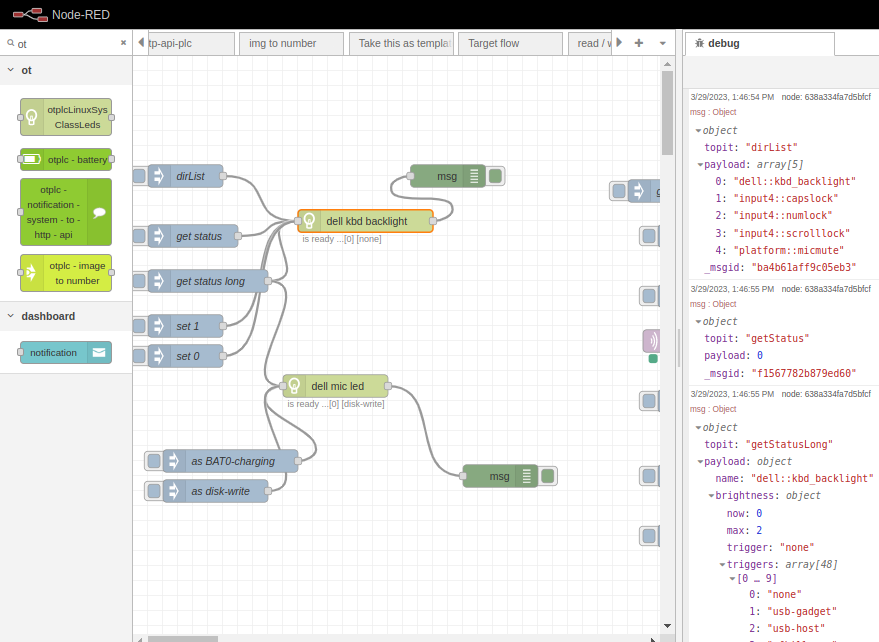 Node-RED
ot
ot
otplcLinuxSys
ClassLeds
otplc - battery
otplc -
notification -
system - to -
http - api
otplc - image
to number
dashboard
notification
tp-api-plc
img to number
Take this as templa
Target flow
read / w
dirList
get status
get status long
set 1
set 0
dell kbd backlight
is ready ...[0] [none]
msg
dell mic led
is ready ...[0] [disk-write]
as BAT0-charging
as disk-write
msg
debug
3/29/2023, 1:46:54 PM node: 638a334fa7d5bfcf
msg : Object
object
topit: "dirList"
payload: array[5]
0: "dell::kbd_backlight"
1: "input4::capslock"
2: "input4::numlock"
3: "input4::scrolllock"
4: "platform::micmute"
_msgid: "ba4b61aff9c05eb3"
3/29/2023, 1:46:55 PM node: 638a334fa7d5bfcf
msg : Object
object
topit: "getStatus"
payload: 0
_msgid: "f1567782b879ed60"
3/29/2023, 1:46:55 PM node: 638a334fa7d5bfcf
msg : Object
object
topit: "getStatusLong"
payload: object
name: "dell::kbd_backlight"
brightness: object
now: 0
max: 2
trigger: "none"
triggers: array[48]
[0 … 9]
0: "none"
1: "usb-gadget"
2: "usb-host"